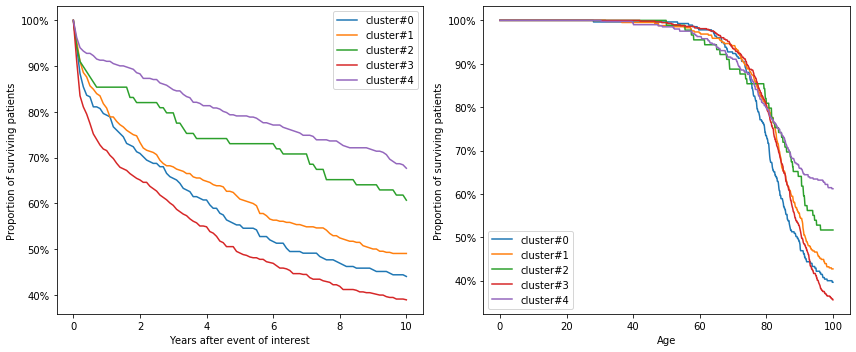 100%
90%
80%
70%
60%
50%
40%
0
2
4
6
8
10
Years after event of interest
Proportion of surviving patients
cluster#0
cluster#1
cluster#2
cluster#3
cluster#4
100%
90%
80%
70%
60%
50%
40%
0
20
40
60
80
100
Age
Proportion of surviving patients
cluster#0
cluster#1
cluster#2
cluster#3
cluster#4